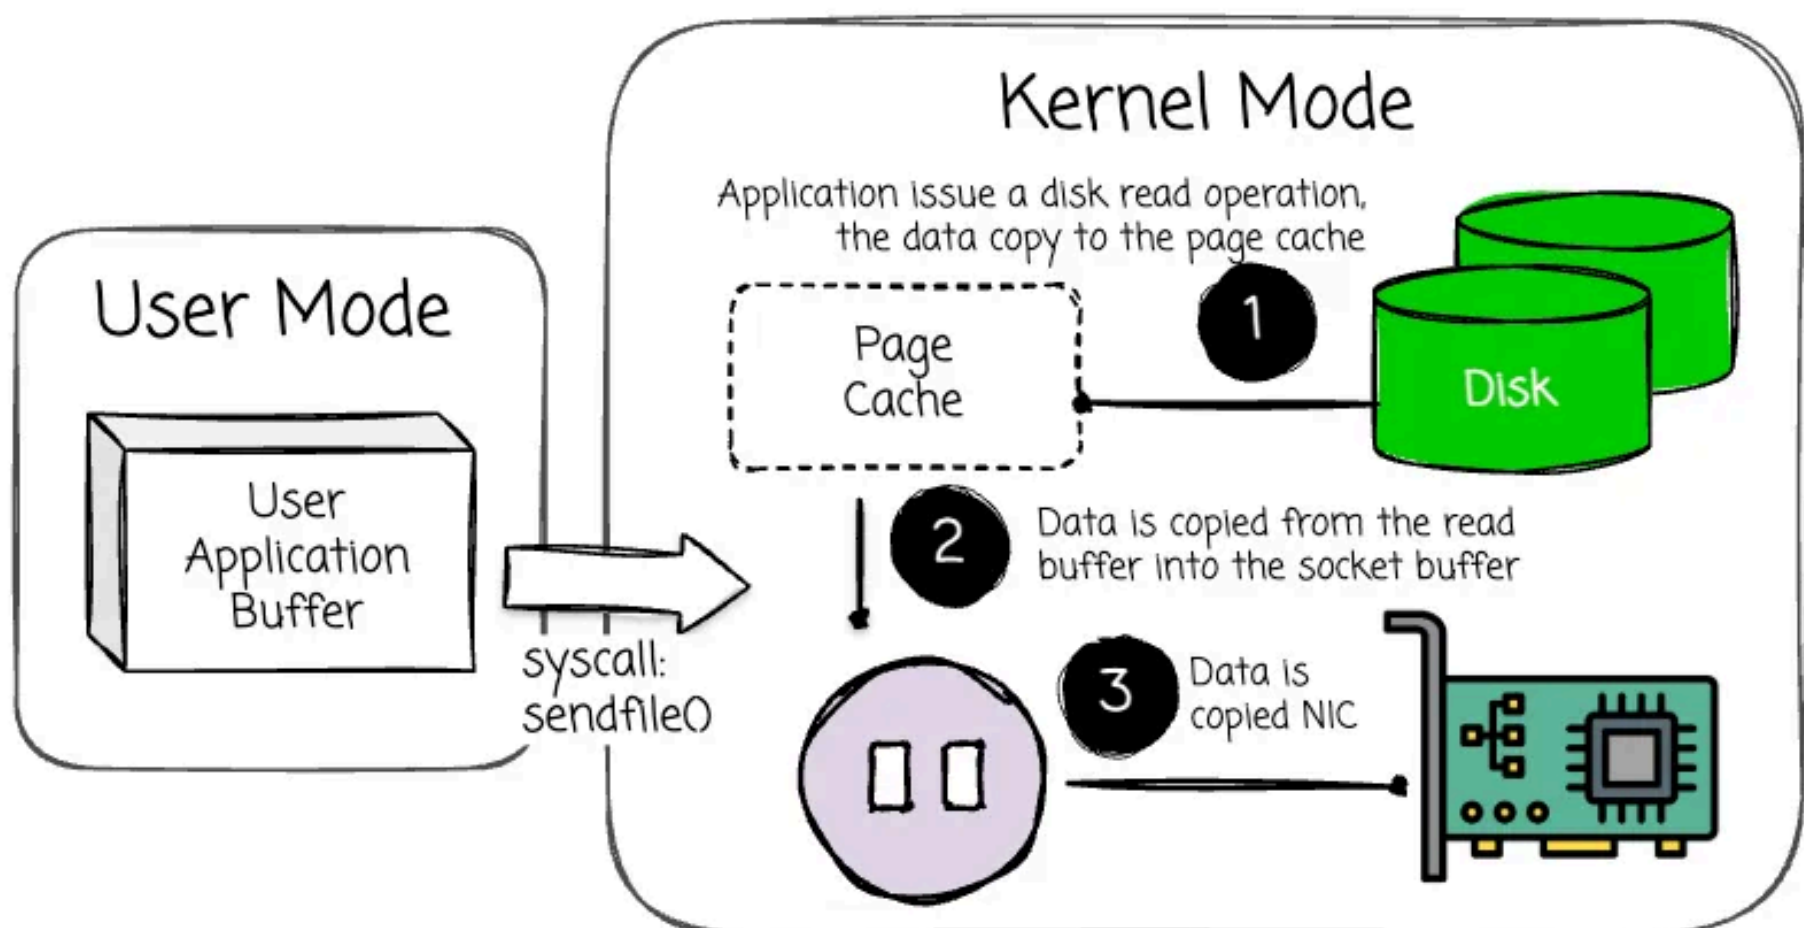 Kernel Mode
Application issue a disk read operation,
the data copy to the page cache
1
User Mode
Page
Cache
Disk
User
Application
Buffer
2
Data is copied from the read
buffer into the socket buffer
syscall:
sendfile()
3
Data is
copied NIC